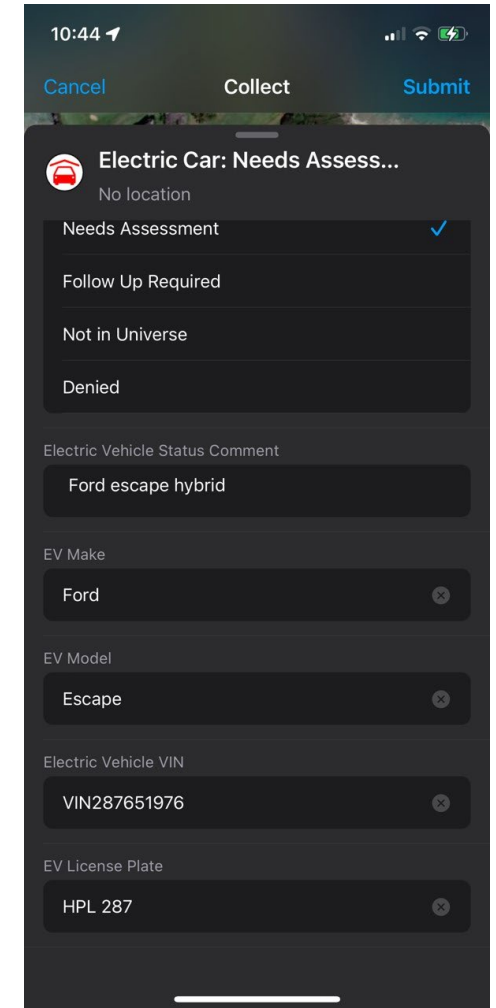 10:44
Cancel
Collect
Submit
Electric Car: Needs Assess...
No location
Needs Assessment
Follow Up Required
Not in Universe
Denied
Electric Vehicle Status Comment
Ford escape hybrid
EV Make
Ford
EV Model
Escape
Electric Vehicle VIN
VIN287651976
EV License Plate
HPL 287